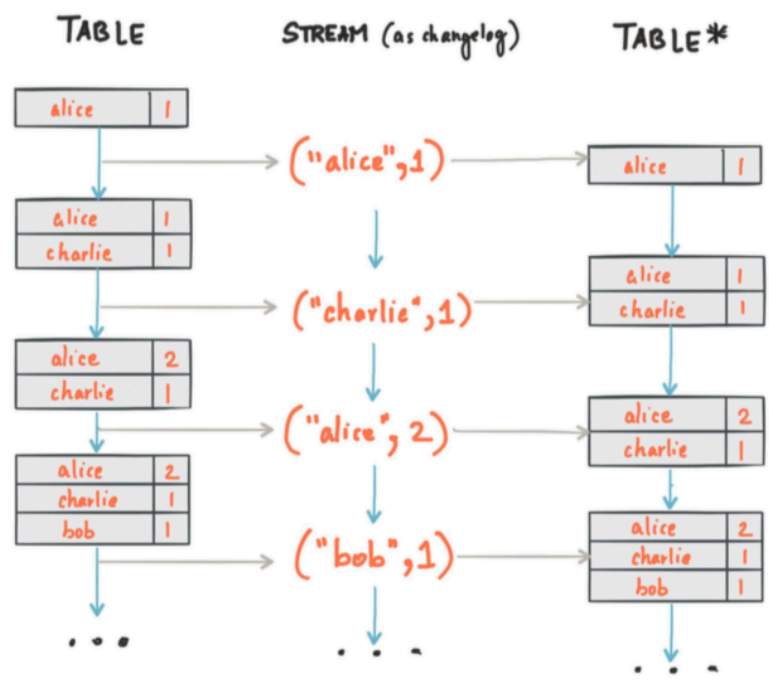 TABLE
STREAM (as changelog)
TABLE*
alice 1
("alice",1)
alice 1
alice 1
charlie 1
("charlie",1)
alice 1
charlie 1
alice 2
charlie 1
("alice", 2)
alice 2
charlie 1
alice 2
charlie 1
bob 1
("bob",1)
alice 2
charlie 1
bob 1
...
...
...